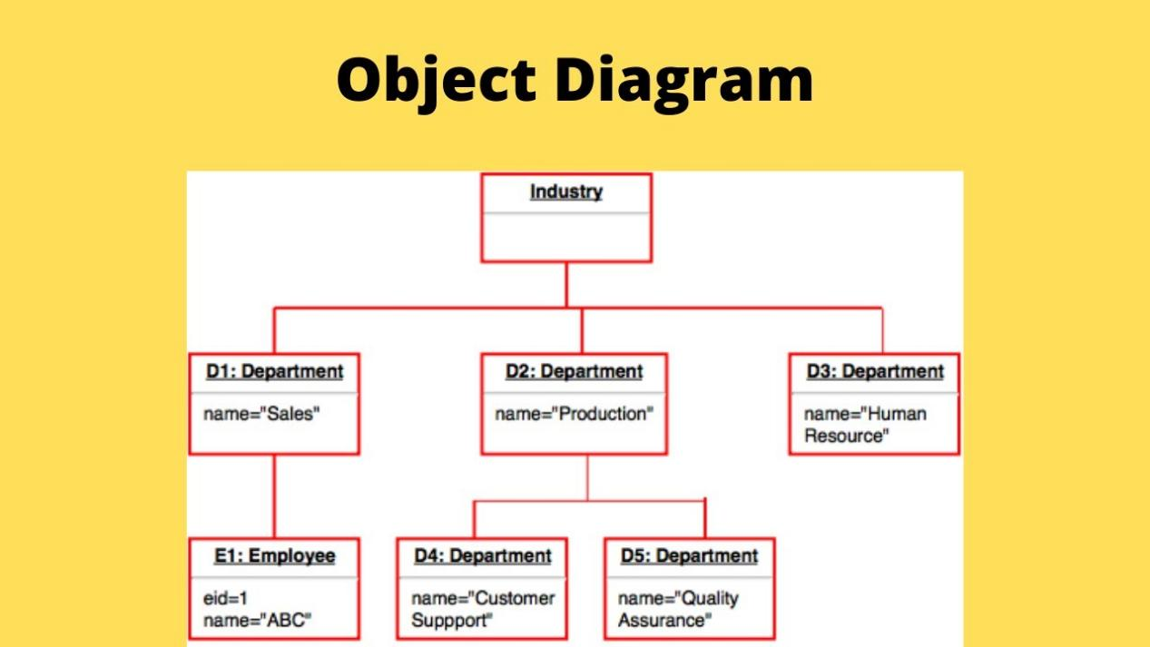 Object Diagram
Industry
D1: Department
name="Sales"
D2: Department
name="Production"
D3: Department
name="Human
Resource"
E1: Employee
eid=1
name="ABC"
D4: Department
name="Customer
Suppport"
D5: Department
name="Quality
Assurance"